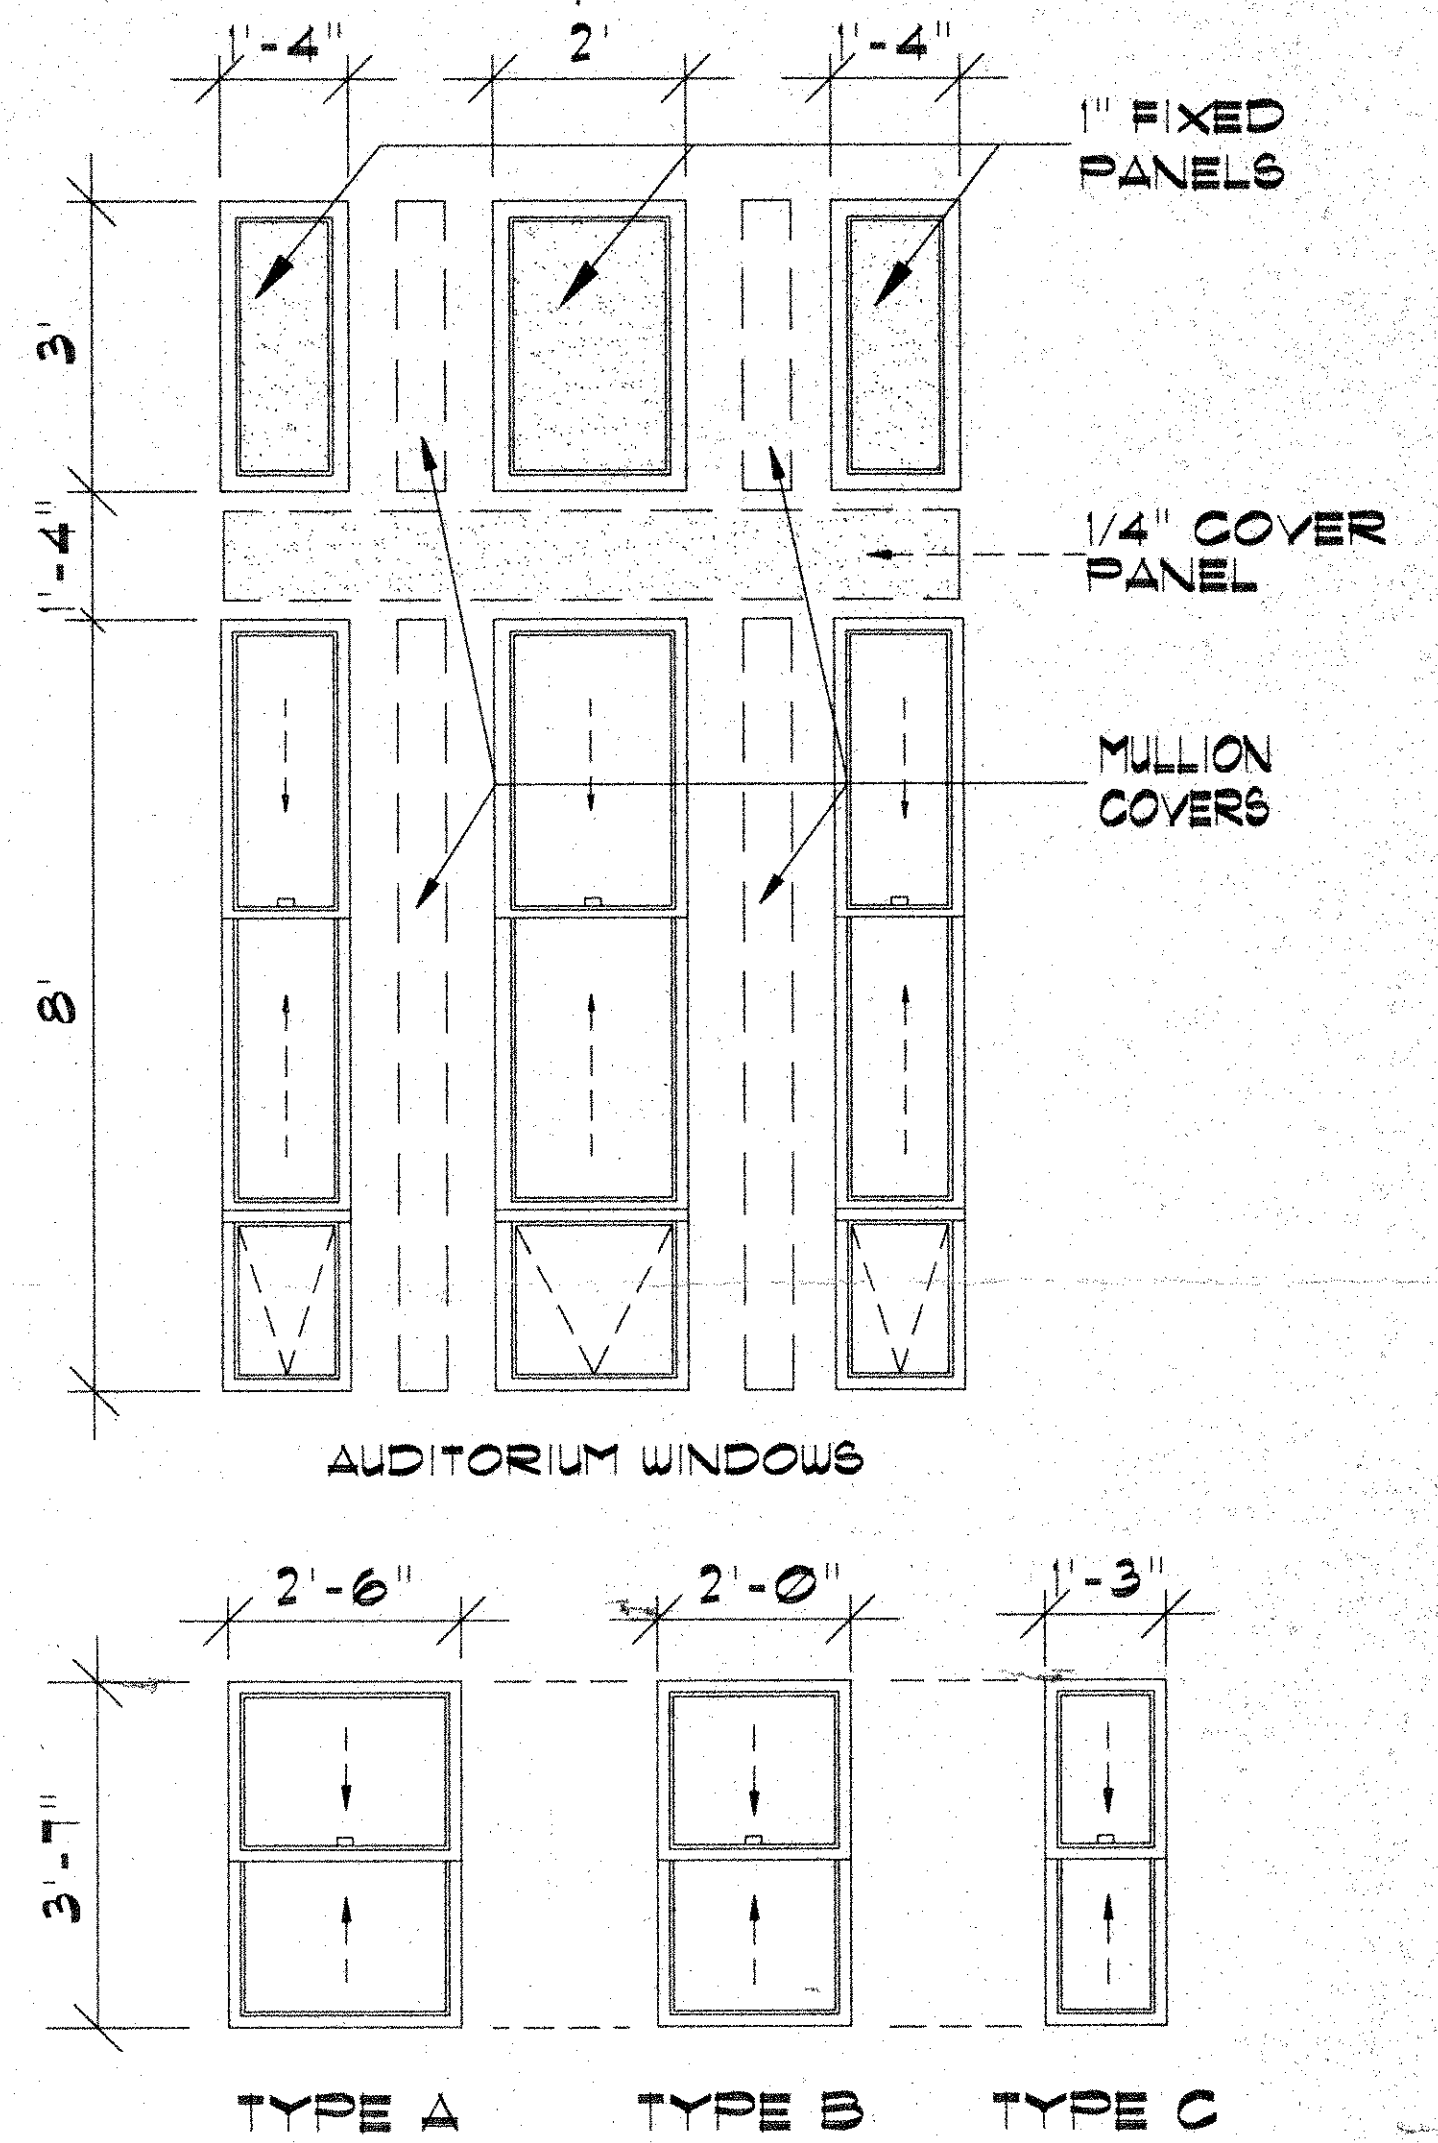 1'-4" 2' 1'-4"
1" FIXED
PANELS
3'
1'-4"
1/4" COVER
PANEL
MULLION
COVERS
8'
AUDITORIUM WINDOWS
2'-6" 2'-0" 1'-3"
3'-7"
TYPE A TYPE B TYPE C